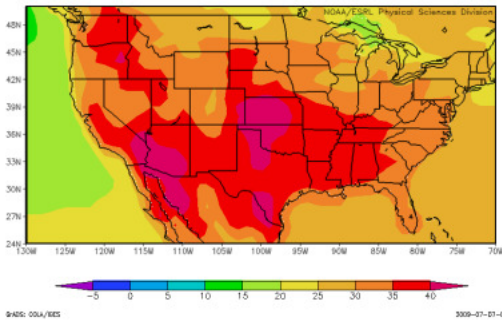 NOAA/ESRL Physical Sciences Division
48N
45N
42N
39N
36N
33N
30N
27N
24N
130W 125W 120W 115W 110W 105W 100W 95W 90W 85W 80W 75W 70W
-5 0 5 10 15 20 25 30 35 40
GrADS: COLA/IGES